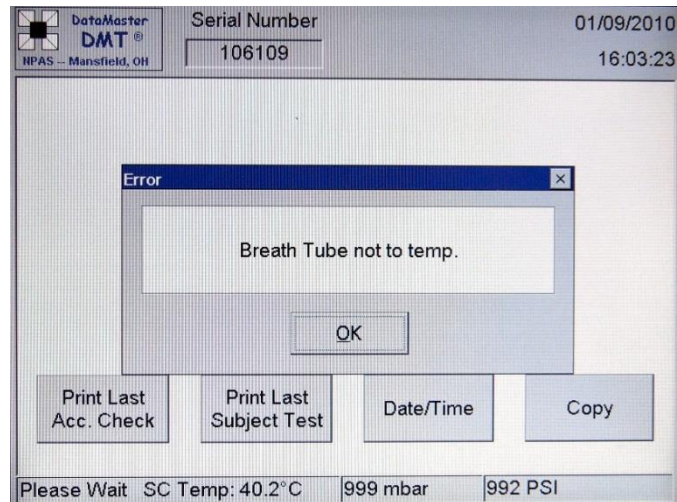 DataMaster
DMT ®
NPAS -- Mansfield, OH
Serial Number
106109
01/09/2010
16:03:23
Error
Breath Tube not to temp.
OK
Print Last
Acc. Check
Print Last
Subject Test
Date/Time
Copy
Please Wait SC Temp: 40.2°C 999 mbar 992 PSI